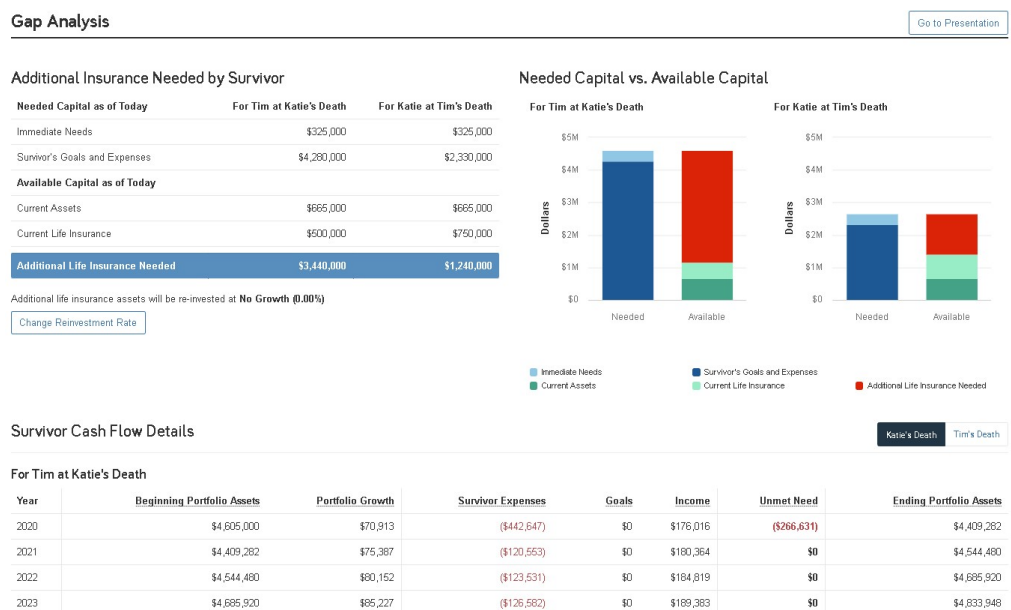 Gap Analysis
Go to Presentation
Additional Insurance Needed by Survivor
Needed Capital as of Today For Tim at Katie's Death For Katie at Tim's Death
Immediate Needs $325,000 $325,000
Survivor's Goals and Expenses $4,280,000 $2,330,000
Available Capital as of Today
Current Assets $665,000 $665,000
Current Life Insurance $500,000 $750,000
Additional Life Insurance Needed $3,440,000 $1,240,000
Additional life insurance assets will be re-invested at No Growth (0.00%)
Change Reinvestment Rate
Needed Capital vs. Available Capital
For Tim at Katie's Death
$5M
$4M
$3M
$2M
$1M
$0
Dollars
Needed Available
For Katie at Tim's Death
$5M
$4M
$3M
$2M
$1M
$0
Dollars
Needed Available
Immediate Needs Survivor's Goals and Expenses
Current Assets Current Life Insurance Additional Life Insurance Needed
Survivor Cash Flow Details
Katie's Death Tim's Death
For Tim at Katie's Death
Year Beginning Portfolio Assets Portfolio Growth Survivor Expenses Goals Income Unmet Need Ending Portfolio Assets
2020 $4,605,000 $70,913 ($442,647) $0 $176,016 ($266,631) $4,409,282
2021 $4,409,282 $75,387 ($120,553) $0 $180,364 $0 $4,544,480
2022 $4,544,480 $80,152 ($123,531) $0 $184,819 $0 $4,685,920
2023 $4,685,920 $85,227 ($126,582) $0 $189,383 $0 $4,833,948